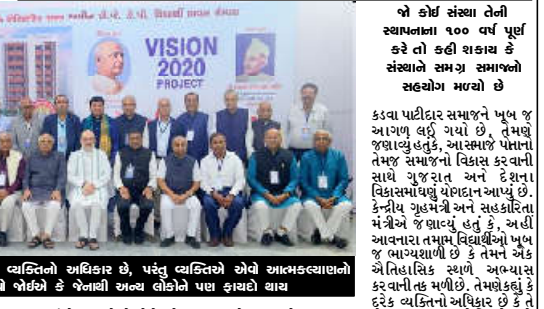 VISION
2020
PROJECT
વ્યક્તિનો અધિકાર છે, પરંતુ વ્યક્તિએ એવો આત્મકલ્યાણનો
જોઈએ કે જેનાથી અન્ય લોકોને પણ ફાયદો થાય
જો કોઈ સંસ્થા તેની
સ્થાપનાના ૧૦૦ વર્ષ પૂર્ણ
કરે તો કહી શકાય કે
સંસ્થાને સમગ્ર સમાજનો
સહયોગ મળ્યો છે
કડવા પાટીદાર સમાજને ખૂબ જ
આગળ લઈ ગયો છે. તેમણે
જણાવ્યું હતું કે, આ સમાજે પોતાનો
તેમજ સમાજનો વિકાસ કરવાની
સાથે ગુજરાત અને દેશના
વિકાસમાં ઘણું યોગદાન આપ્યું છે.
કેન્દ્રીય ગૃહમંત્રી અને સહકારિતા
મંત્રીએ જણાવ્યું હતું કે, અહીં
આવનારા તમામ વિદ્યાર્થીઓ ખૂબ
જ ભાગ્યશાળી છે કે તેમને એક
ઐતિહાસિક સ્થળે અભ્યાસ
કરવાની તક મળી છે. તેમણે કહ્યું કે
દરેક વ્યક્તિનો અધિકાર છે કે તે